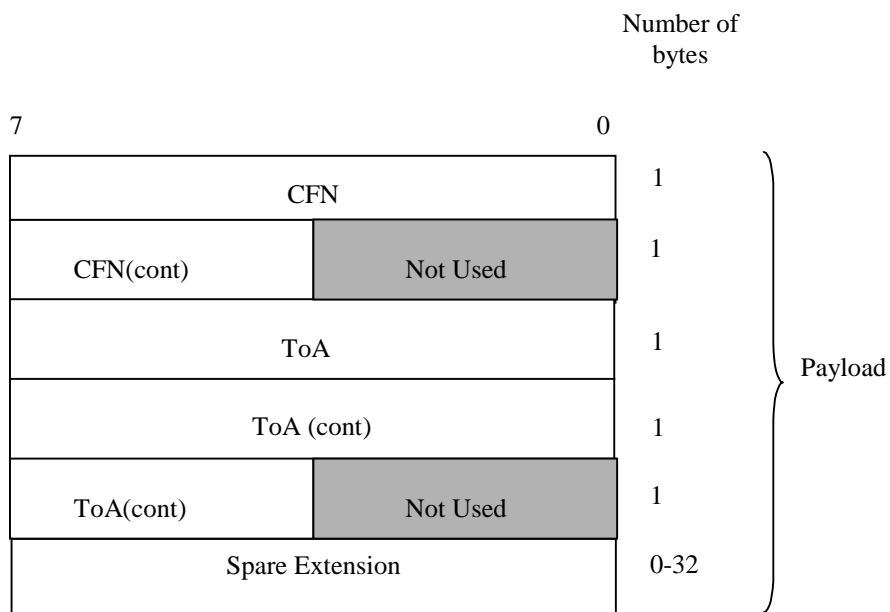 Number of
bytes
7 0
CFN 1
CFN(cont) Not Used 1
ToA 1
Payload
ToA (cont) 1
ToA(cont) Not Used 1
Spare Extension 0-32